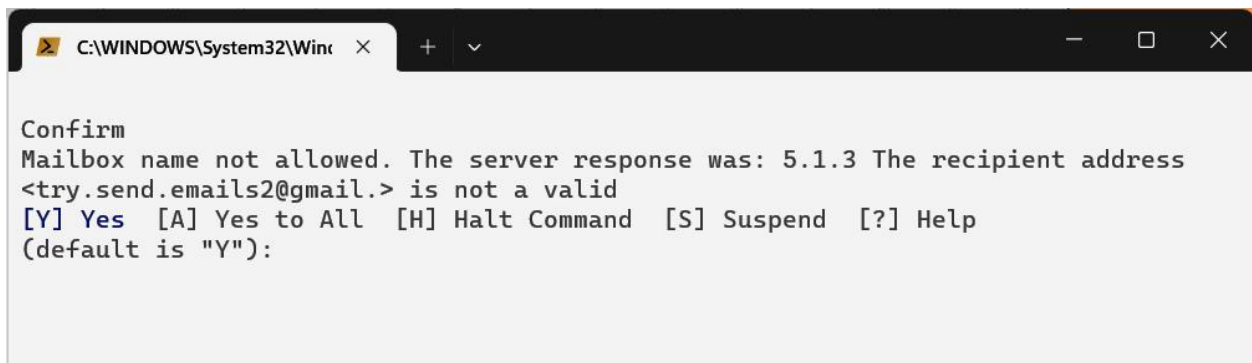 C:\WINDOWS\System32\Wind
Confirm
Mailbox name not allowed. The server response was: 5.1.3 The recipient address
<try.send.emails2@gmail.> is not a valid
[Y] Yes  [A] Yes to All  [H] Halt Command  [S] Suspend  [?] Help
(default is "Y"):